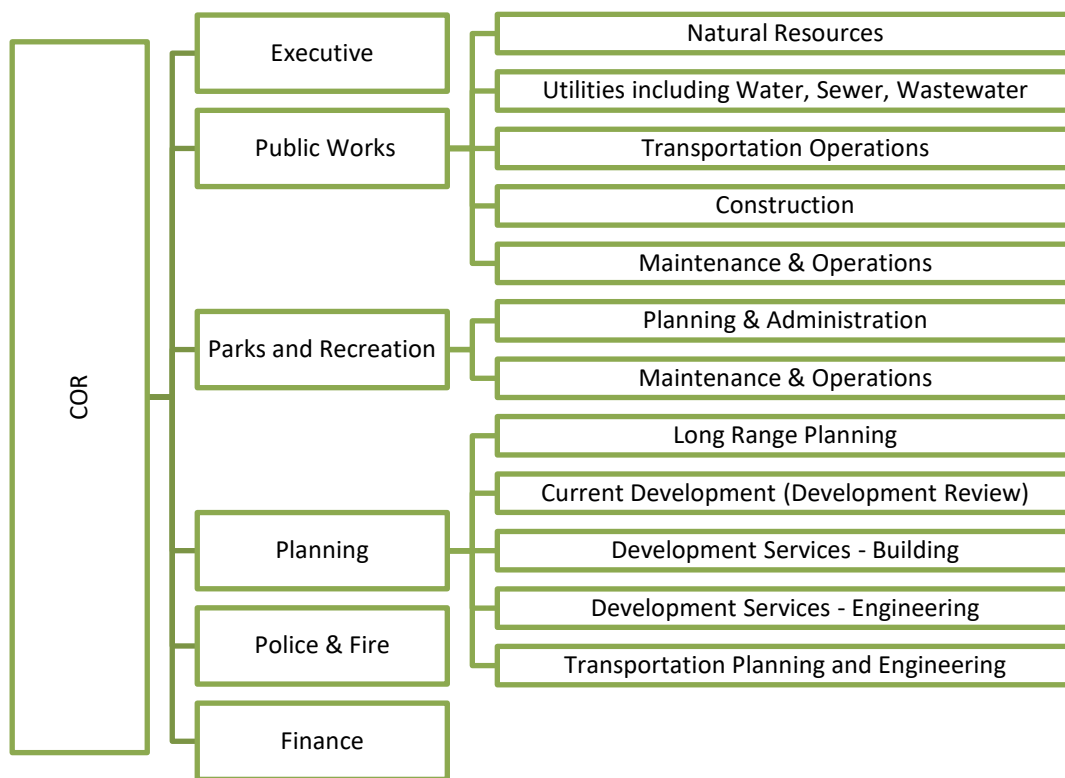 COR
Executive
Public Works
Natural Resources
Utilities including Water, Sewer, Wastewater
Transportation Operations
Construction
Maintenance & Operations
Parks and Recreation
Planning & Administration
Maintenance & Operations
Planning
Long Range Planning
Current Development (Development Review)
Development Services - Building
Development Services - Engineering
Transportation Planning and Engineering
Police & Fire
Finance